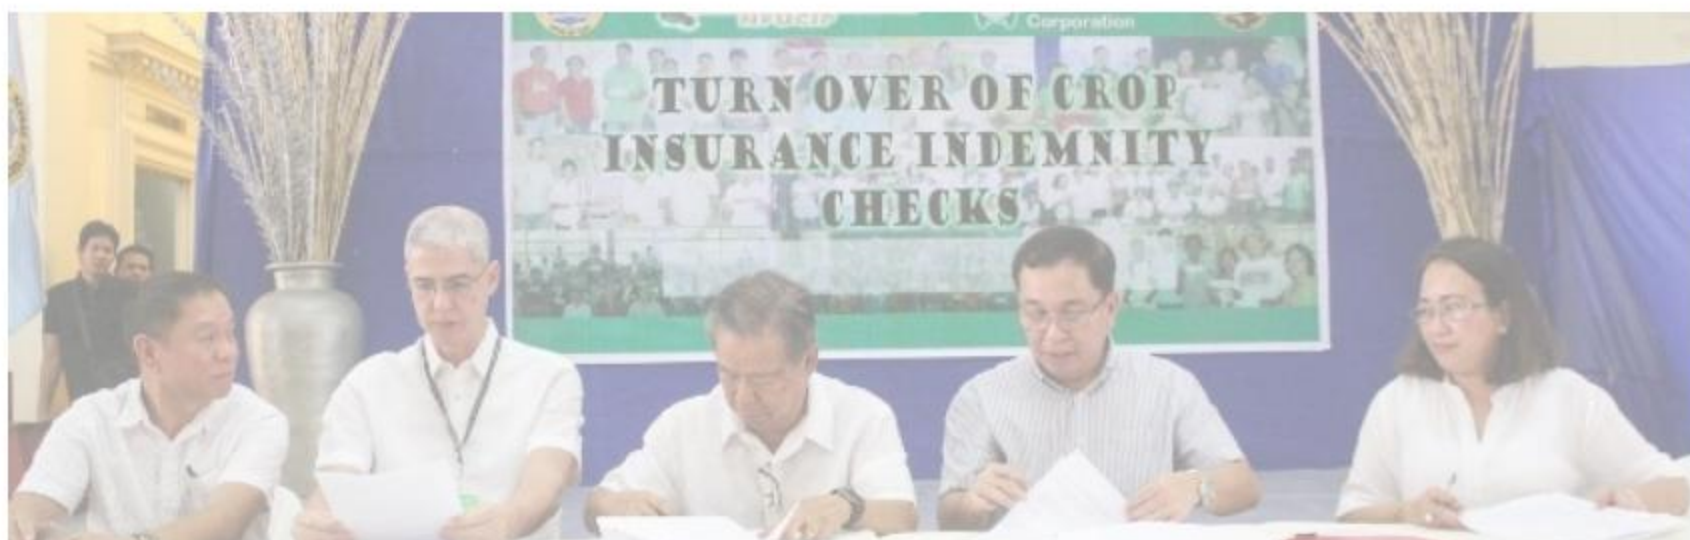 Corporation
TURN OVER OF CROP
INSURANCE INDEMNITY
CHECKS